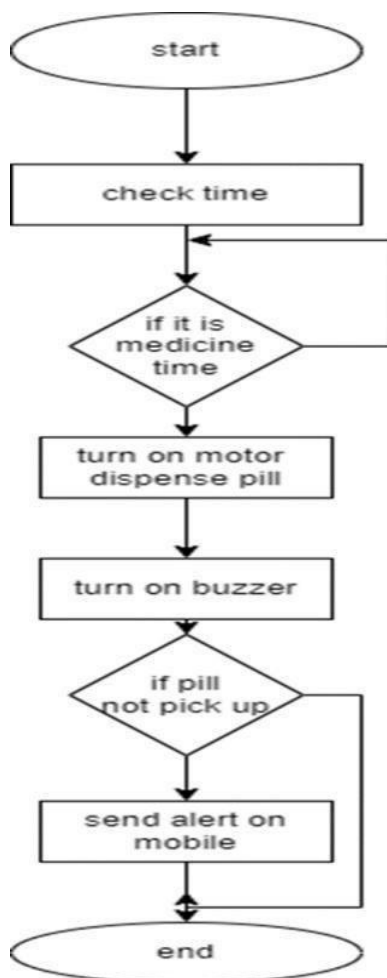 start
check time
if it is
medicine
time
turn on motor
dispense pill
turn on buzzer
if pill
not pick up
send alert on
mobile
end